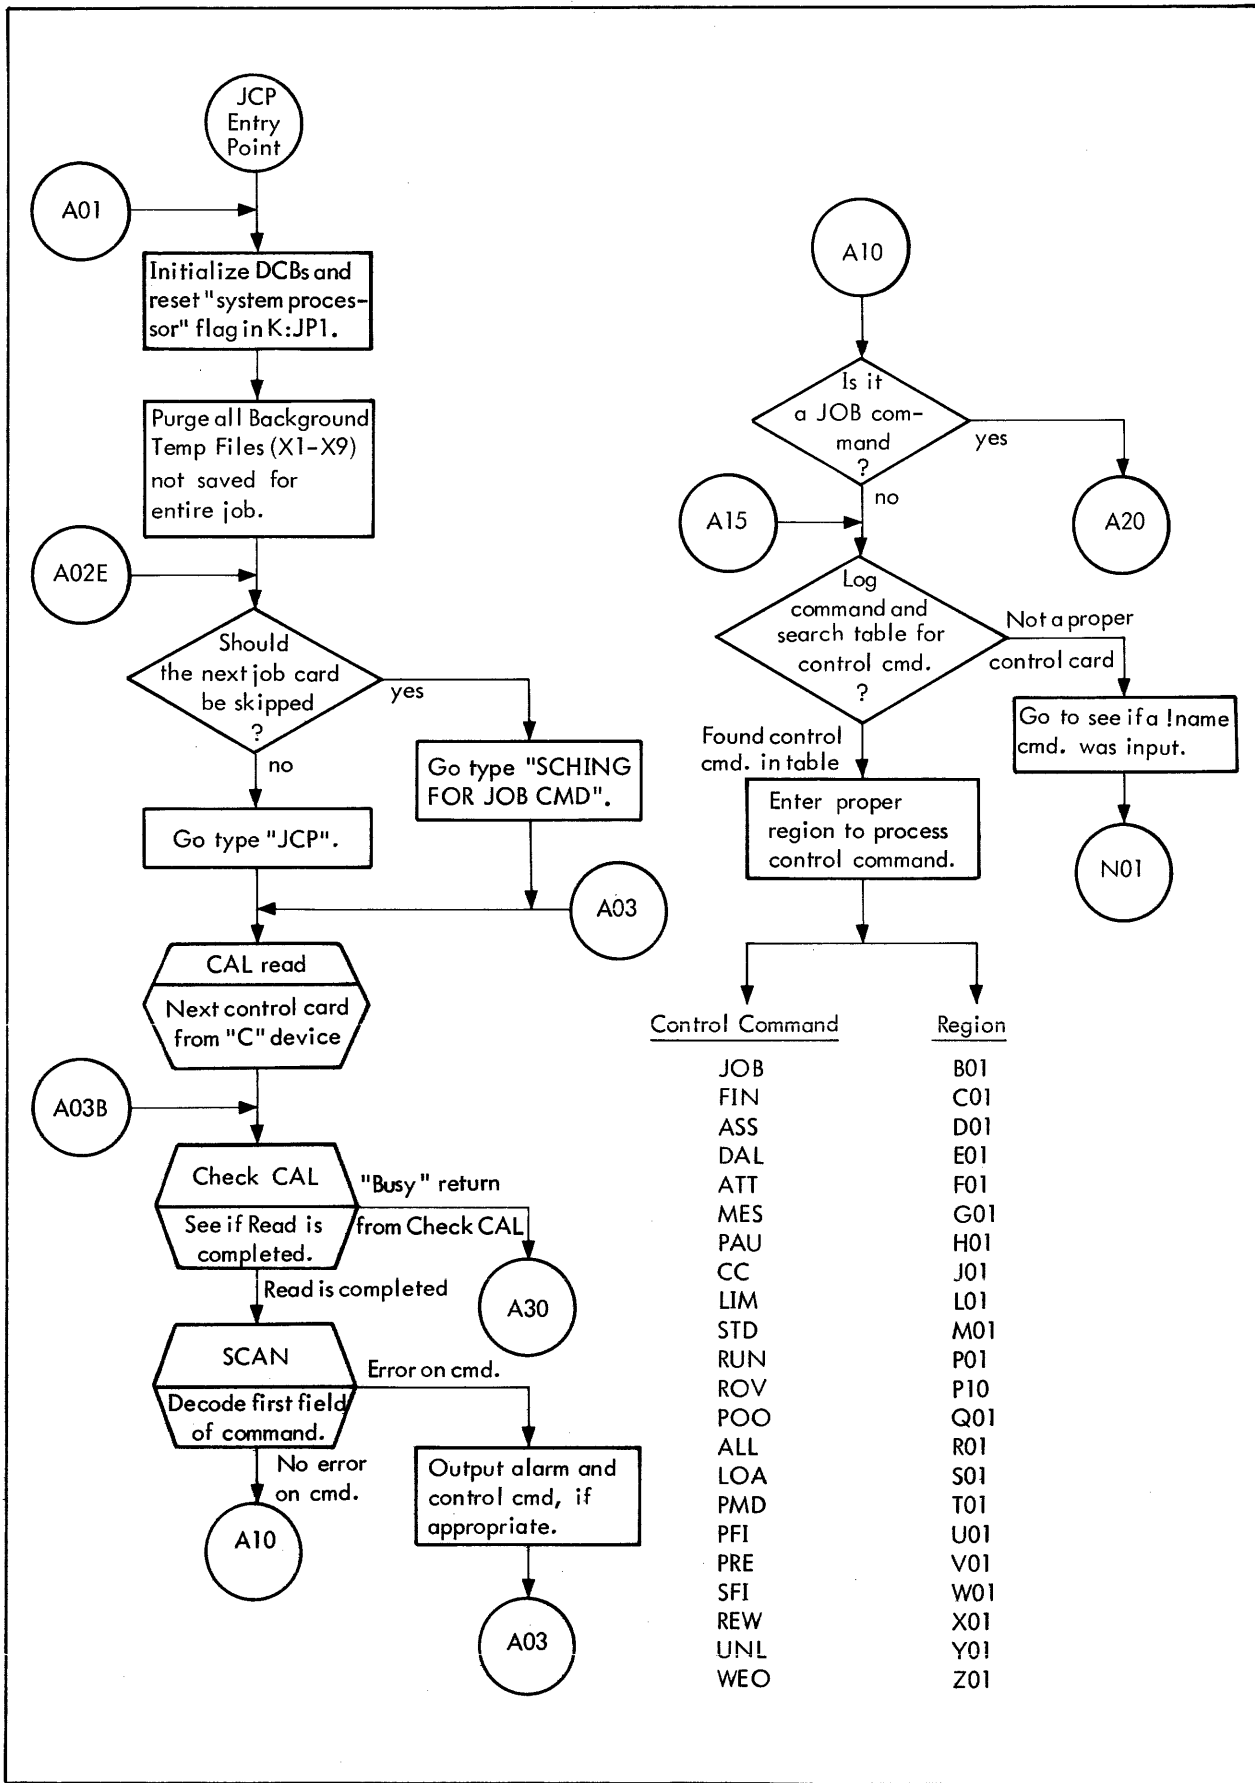 JCP
Entry
Point
A01
Initialize DCBs and
reset "system proces-
sor" flag in K:JP1.
Purge all Background
Temp Files (X1-X9)
not saved for
entire job.
A02E
Should
the next job card
be skipped
?
yes
no
Go type "SCHING
FOR JOB CMD".
Go type "JCP".
A03
CAL read
Next control card
from "C" device
A03B
Check CAL
See if Read is
completed.
"Busy" return
from Check CAL
Read is completed
A30
SCAN
Decode first field
of command.
Error on cmd.
No error
on cmd.
A10
Output alarm and
control cmd, if
appropriate.
A03
A10
Is it
a JOB com-
mand
?
yes
no
A15
A20
Log
command and
search table for
control cmd.
?
Not a proper
control card
Go to see if a !name
cmd. was input.
N01
Found control
cmd. in table
Enter proper
region to process
control command.
Control Command Region
JOB B01
FIN C01
ASS D01
DAL E01
ATT F01
MES G01
PAU H01
CC J01
LIM L01
STD M01
RUN P01
ROV P10
POO Q01
ALL R01
LOA S01
PMD T01
PFI U01
PRE V01
SFI W01
REW X01
UNL Y01
WEO Z01